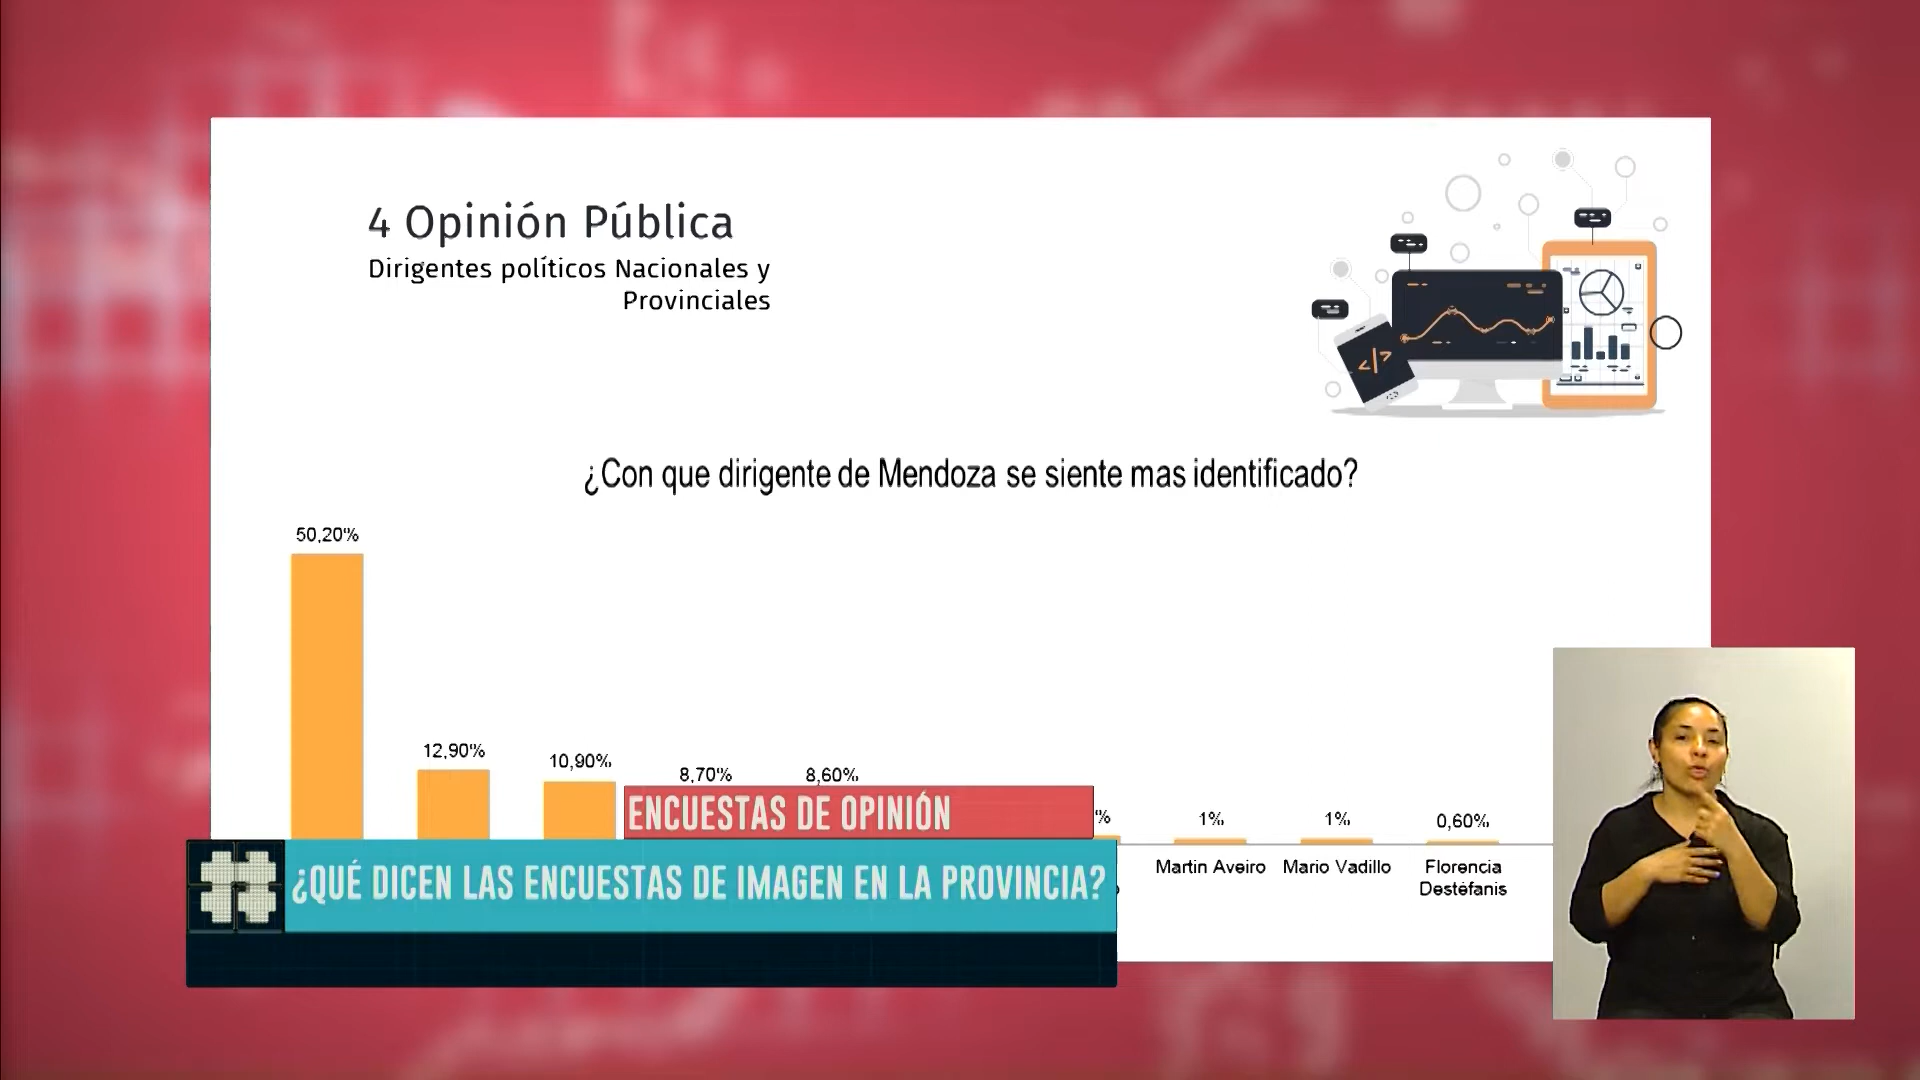 4 Opinión Pública
Dirigentes políticos Nacionales y
Provinciales
</>
¿Con que dirigente de Mendoza se siente mas identificado?
50,20%
12,90%
10,90%
8,70%
8,60%
%
1%
1%
0,60%
ENCUESTAS DE OPINIÓN
Martin Aveiro
Mario Vadillo
Florencia
Destéfanis
¿QUÉ DICEN LAS ENCUESTAS DE IMAGEN EN LA PROVINCIA?